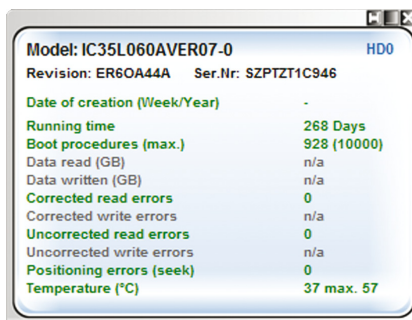 Model: IC35L060AVER07-0 HD0
Revision: ER6OA44A Ser.Nr: SZPTZT1C946
Date of creation (Week/Year) -
Running time 268 Days
Boot procedures (max.) 928 (10000)
Data read (GB) n/a
Data written (GB) n/a
Corrected read errors 0
Corrected write errors n/a
Uncorrected read errors 0
Uncorrected write errors n/a
Positioning errors (seek) 0
Temperature (°C) 37 max. 57